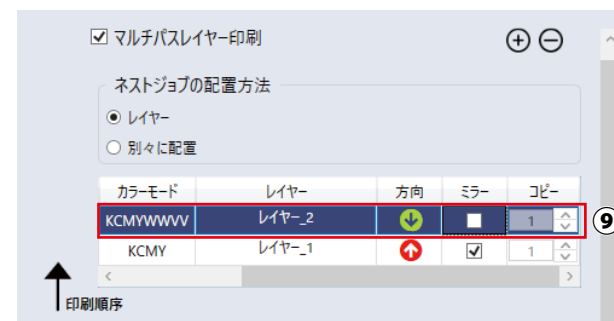 マルチパスレイヤー印刷
ネストジョブの配置方法
レイヤー
別々に配置
カラーモード レイヤー 方向 ミラー コピー
KCMYWWVV レイヤー_2 1
⑨
KCMY レイヤー_1 1
印刷順序